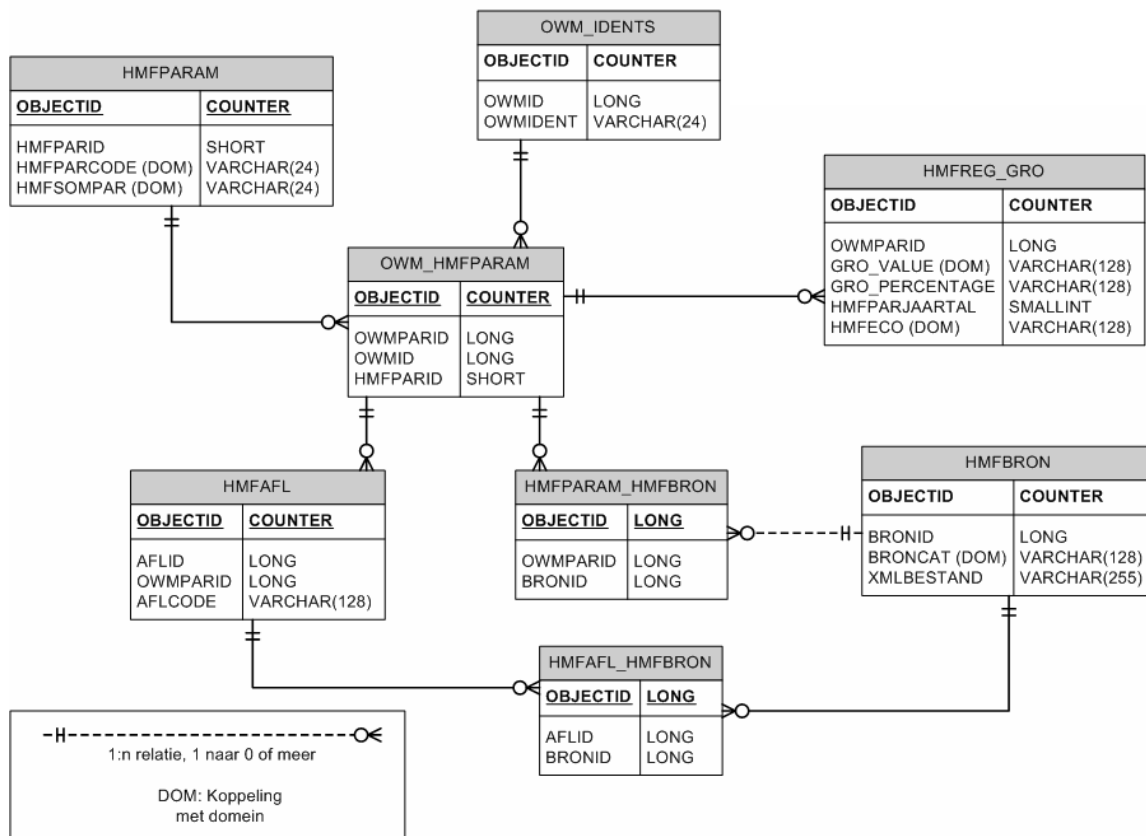 OWM_IDENTS
OBJECTID COUNTER
OWMID LONG
OWMIDENT VARCHAR(24)
HMFPARAM
OBJECTID COUNTER
HMFPARID SHORT
HMFPARCODE (DOM) VARCHAR(24)
HMFSOMPAR (DOM) VARCHAR(24)
HMFREG_GRO
OBJECTID COUNTER
OWMPARID LONG
GRO_VALUE (DOM) VARCHAR(128)
GRO_PERCENTAGE VARCHAR(128)
HMFPARJAARTAL SMALLINT
HMFECO (DOM) VARCHAR(128)
OWM_HMFPARAM
OBJECTID COUNTER
OWMPARID LONG
OWMID LONG
HMFPARID SHORT
HMFAFL
OBJECTID COUNTER
AFLID LONG
OWMPARID LONG
AFLCODE VARCHAR(128)
HMFPARAM_HMFBRON
OBJECTID LONG
OWMPARID LONG
BRONID LONG
HMFBRON
OBJECTID COUNTER
BRONID LONG
BRONCAT (DOM) VARCHAR(128)
XMLBESTAND VARCHAR(255)
HMFAFL_HMFBRON
OBJECTID LONG
AFLID LONG
BRONID LONG
1:n relatie, 1 naar 0 of meer
DOM: Koppeling
met domein